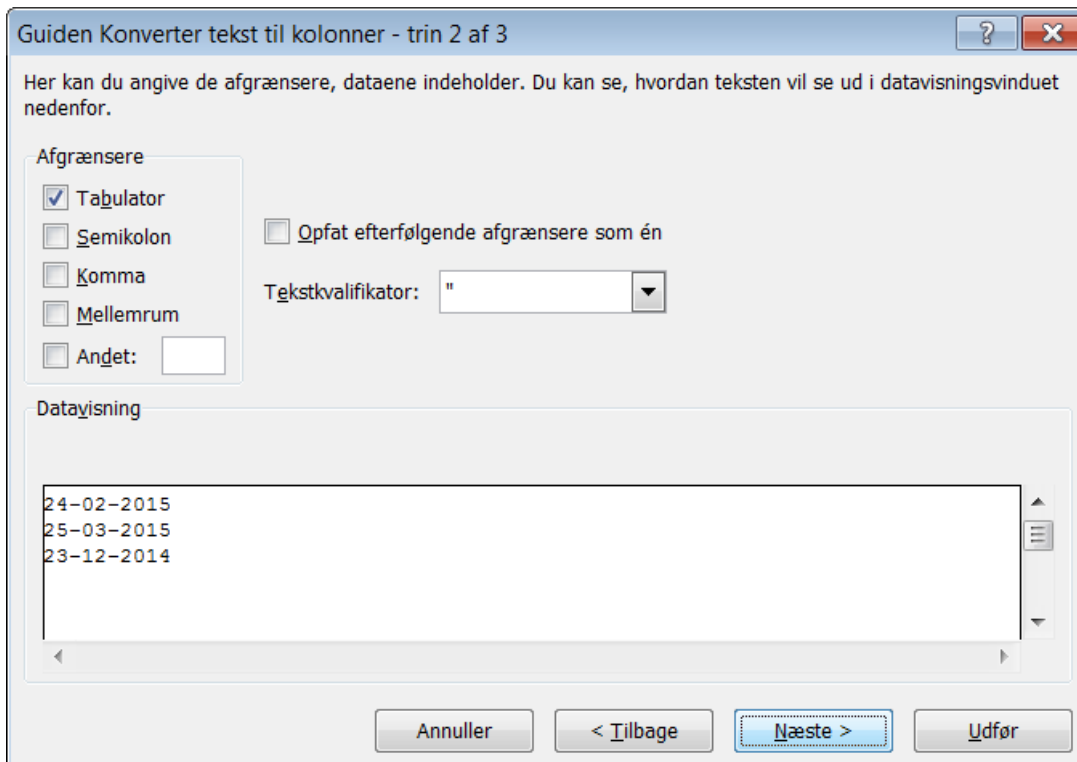 Guiden Konverter tekst til kolonner - trin 2 af 3
Her kan du angive de afgrænsere, dataene indeholder. Du kan se, hvordan teksten vil se ud i datavisningsvinduet
nedenfor.
Afgrænsere
Tabulator
Semikolon
Komma
Mellemrum
Andet:
Opfat efterfølgende afgrænsere som én
Tekstkvalifikator: "
Datavisning
24-02-2015
25-03-2015
23-12-2014
Annuller < Tilbage Næste > Udfør